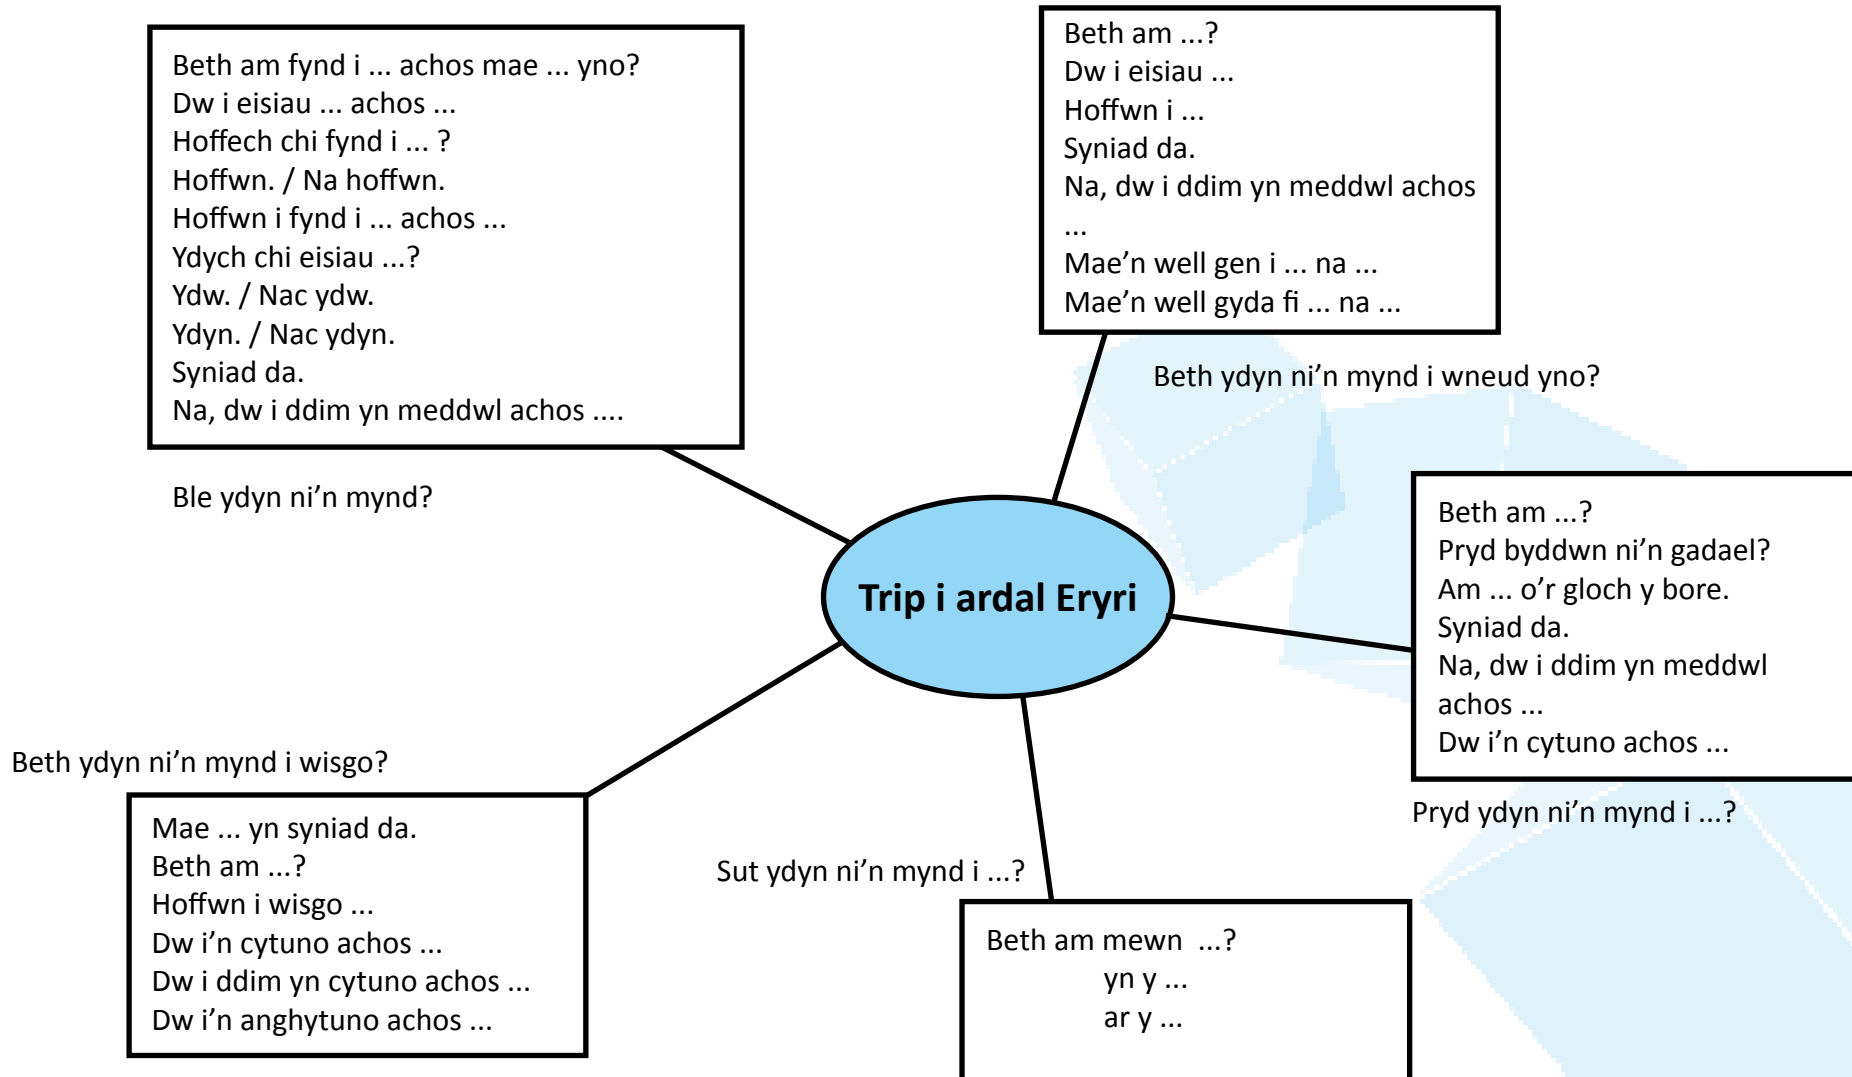 Beth am fynd i ... achos mae ... yno?
Dw i eisiau ... achos ...
Hoffech chi fynd i ... ?
Hoffwn. / Na hoffwn.
Hoffwn i fynd i ... achos ...
Ydych chi eisiau ...?
Ydw. / Nac ydw.
Ydyn. / Nac ydyn.
Syniad da.
Na, dw i ddim yn meddwl achos ....
Ble ydyn ni’n mynd?
Beth am ...?
Dw i eisiau ...
Hoffwn i ...
Syniad da.
Na, dw i ddim yn meddwl achos
...
Mae’n well gen i ... na ...
Mae’n well gyda fi ... na ...
Beth ydyn ni’n mynd i wneud yno?
Beth am ...?
Pryd byddwn ni’n gadael?
Am ... o’r gloch y bore.
Syniad da.
Na, dw i ddim yn meddwl
achos ...
Dw i’n cytuno achos ...
Pryd ydyn ni’n mynd i ...?
Trip i ardal Eryri
Beth ydyn ni’n mynd i wisgo?
Mae ... yn syniad da.
Beth am ...?
Hoffwn i wisgo ...
Dw i’n cytuno achos ...
Dw i ddim yn cytuno achos ...
Dw i’n anghytuno achos ...
Sut ydyn ni’n mynd i ...?
Beth am mewn  ...?
yn y ...
ar y ...